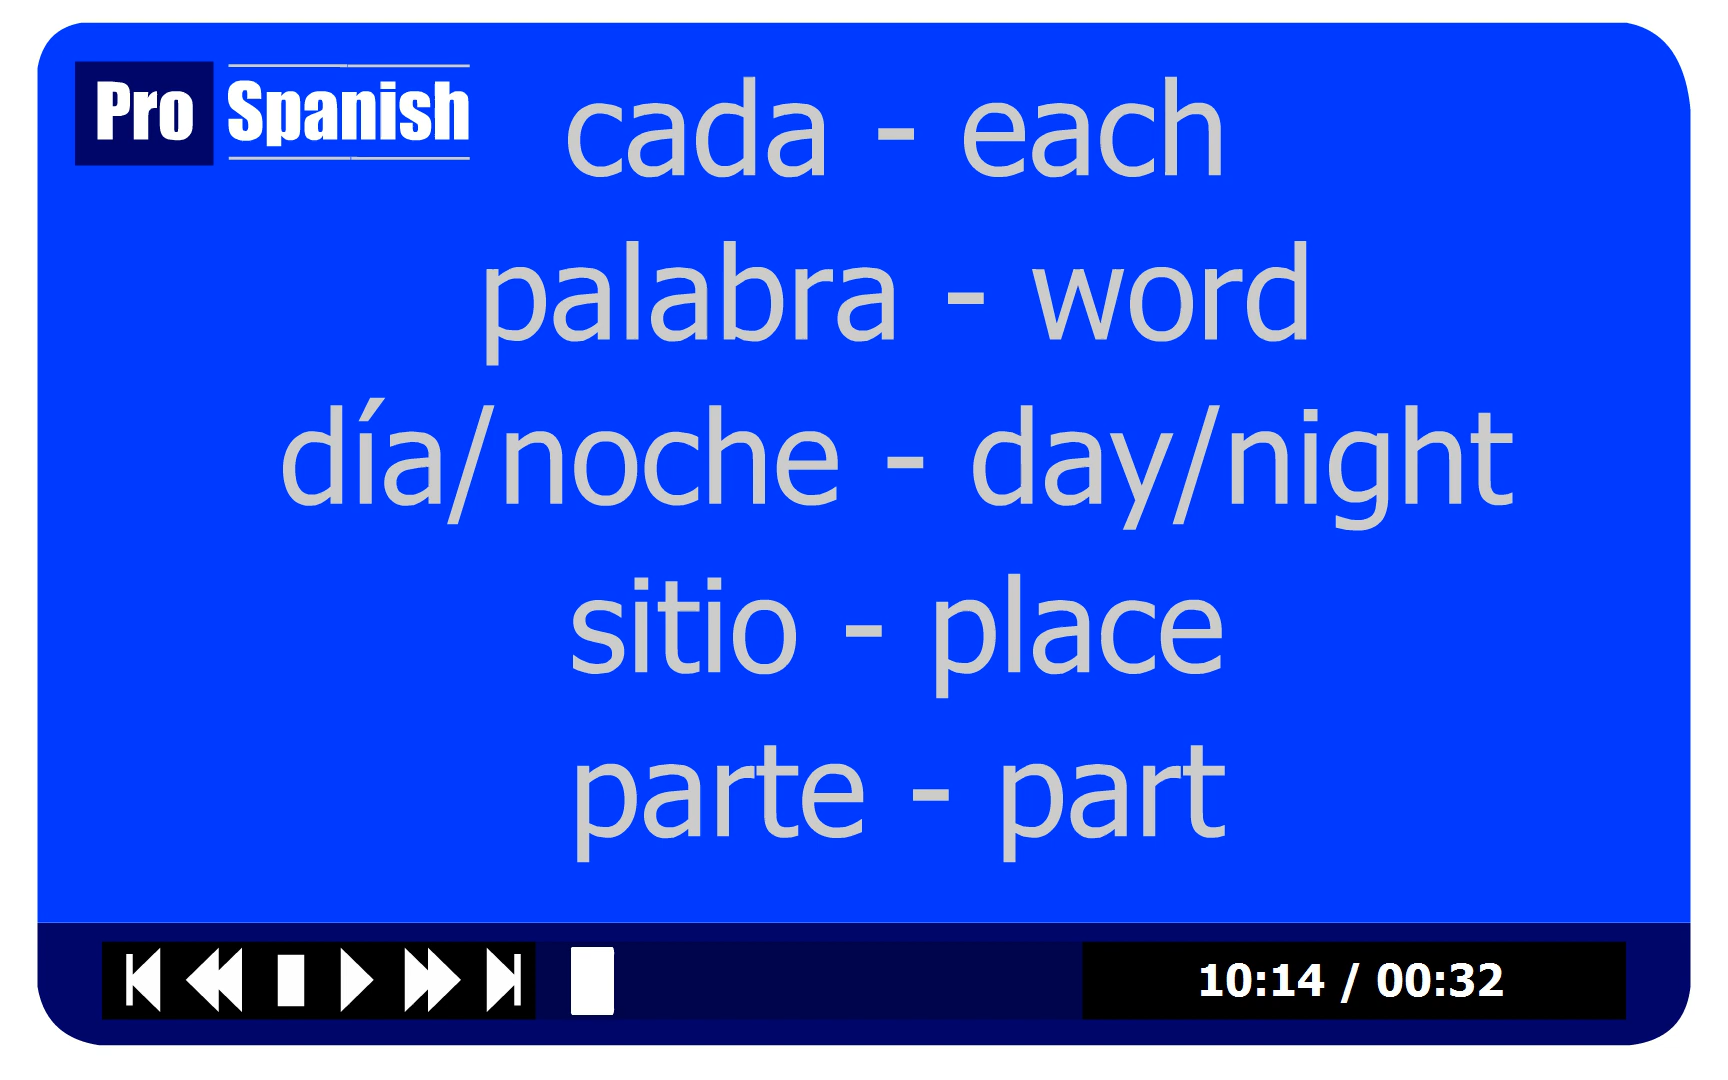 Pro Spanish
cada - each
palabra - word
día/noche - day/night
sitio - place
parte - part
10:14 / 00:32